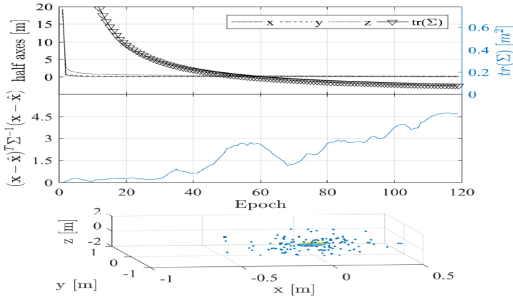 20
15
10
5
0
half axes [m]
x y z tr(Σ)
0.6
0.4
0.2
0
tr(Σ) [m²]
4.5
3
1.5
0
(x − x̂)ᵀΣ⁻¹(x − x̂)
0 20 40 60 80 100 120
Epoch
2
0
-2
z [m]
1
0
-1
y [m]
-1 -0.5 0 0.5
x [m]